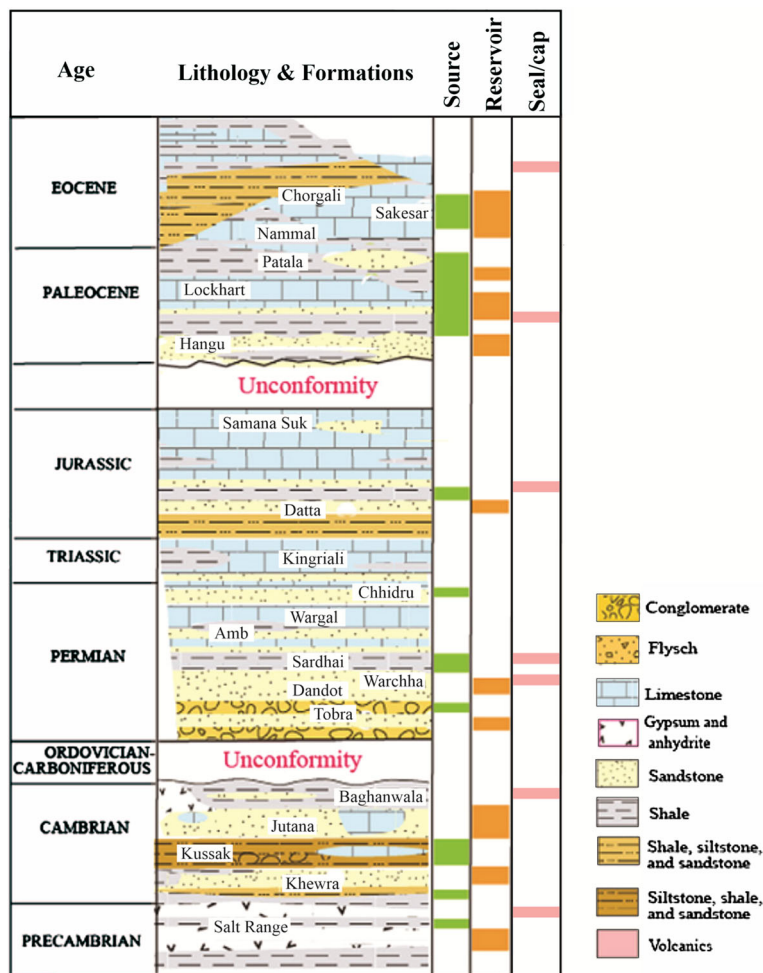 Age
Lithology & Formations
Source
Reservoir
Seal/cap
EOCENE
Chorgali
Sakesar
Nammal
Patala
PALEOCENE
Lockhart
Hangu
Unconformity
Samana Suk
JURASSIC
Datta
TRIASSIC
Kingriali
Chhidru
Wargal
Amb
PERMIAN
Sardhai
Warchha
Dandot
Tobra
ORDOVICIAN-
CARBONIFEROUS
Unconformity
Baghanwala
CAMBRIAN
Jutana
Kussak
Khewra
Salt Range
PRECAMBRIAN
Conglomerate
Flysch
Limestone
Gypsum and
anhydrite
Sandstone
Shale
Shale, siltstone,
and sandstone
Siltstone, shale,
and sandstone
Volcanics